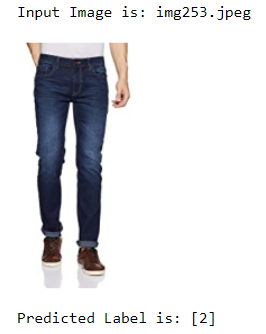 Input Image is: img253.jpeg
Predicted Label is: [2]